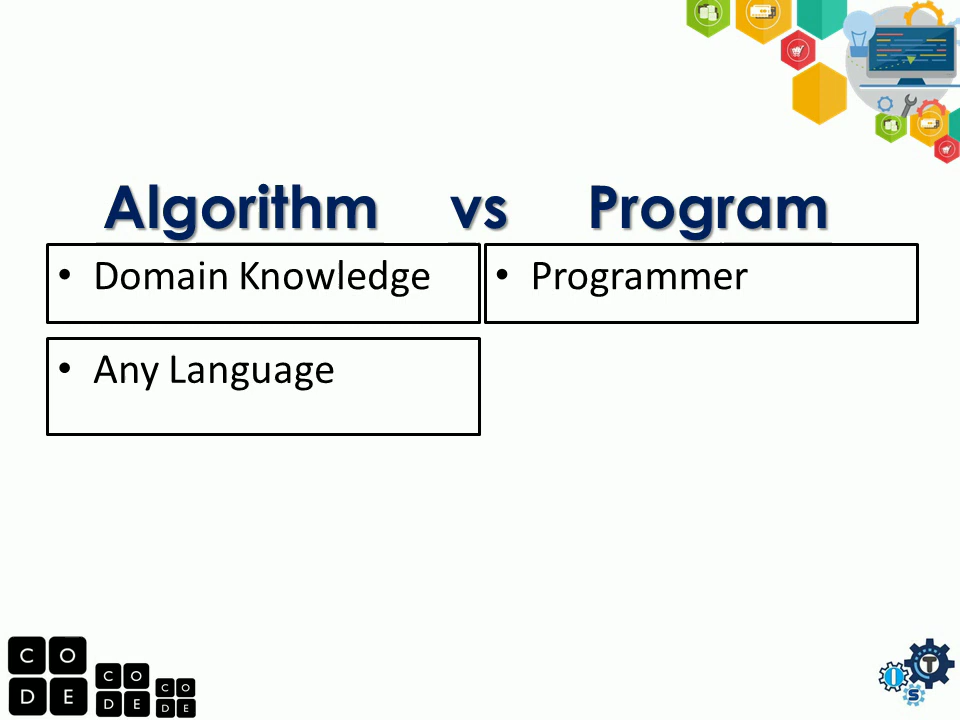 Algorithm vs Program
• Domain Knowledge
• Programmer
• Any Language
C O
D E
C O
D E
C O
D E
I T
S